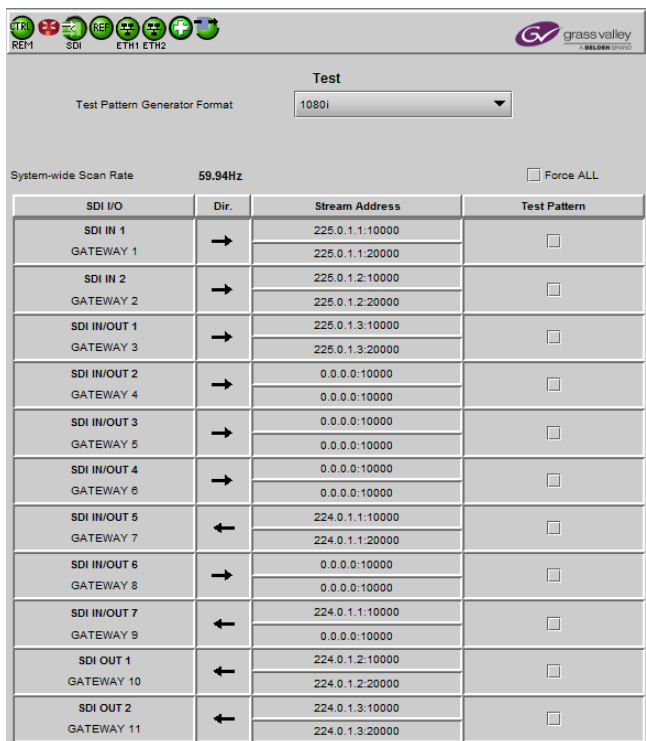 CTRL REF
REM SDI ETH1 ETH2
GV grass valley
A BELDEN BRAND
Test
Test Pattern Generator Format 1080i
System-wide Scan Rate 59.94Hz Force ALL
SDI I/O Dir. Stream Address Test Pattern
SDI IN 1 225.0.1.1:10000
GATEWAY 1 225.0.1.1:20000
SDI IN 2 225.0.1.2:10000
GATEWAY 2 225.0.1.2:20000
SDI IN/OUT 1 225.0.1.3:10000
GATEWAY 3 225.0.1.3:20000
SDI IN/OUT 2 0.0.0.0:10000
GATEWAY 4 0.0.0.0:10000
SDI IN/OUT 3 0.0.0.0:10000
GATEWAY 5 0.0.0.0:10000
SDI IN/OUT 4 0.0.0.0:10000
GATEWAY 6 0.0.0.0:10000
SDI IN/OUT 5 224.0.1.1:10000
GATEWAY 7 224.0.1.1:20000
SDI IN/OUT 6 0.0.0.0:10000
GATEWAY 8 0.0.0.0:10000
SDI IN/OUT 7 224.0.1.1:10000
GATEWAY 9 0.0.0.0:10000
SDI OUT 1 224.0.1.2:10000
GATEWAY 10 224.0.1.2:20000
SDI OUT 2 224.0.1.3:10000
GATEWAY 11 224.0.1.3:20000